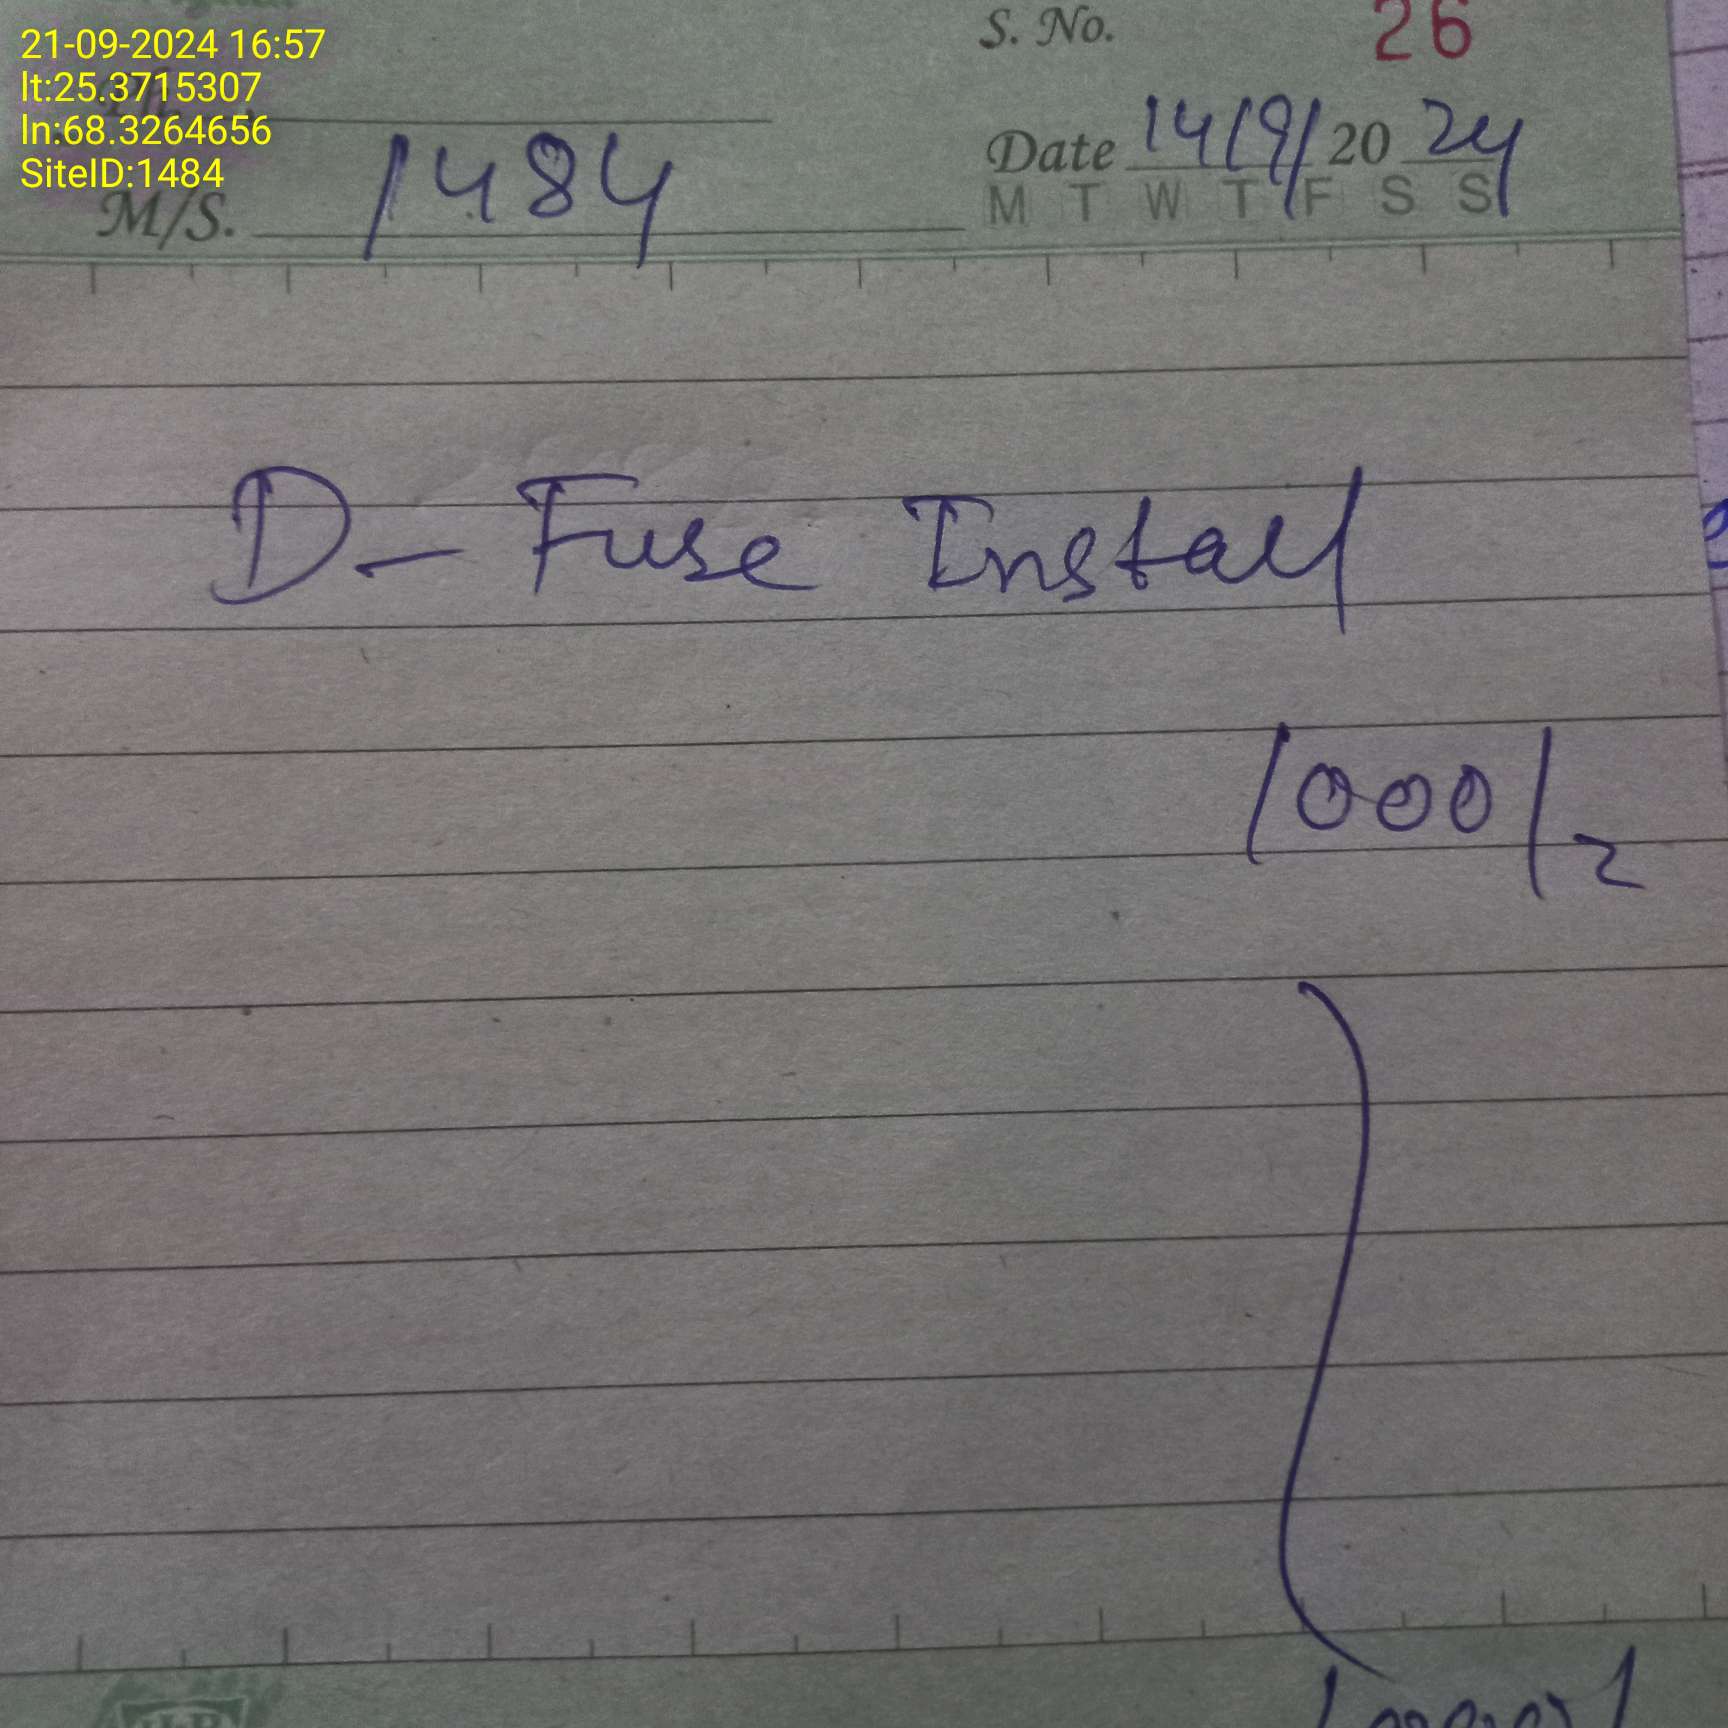 21-09-2024 16:57
lt:25.3715307
ln:68.3264656
SiteID:1484
S. No. 26
Date 14/9/2024
M T W T F S S
M/S. 1484
D-Fuse Install
1000/=